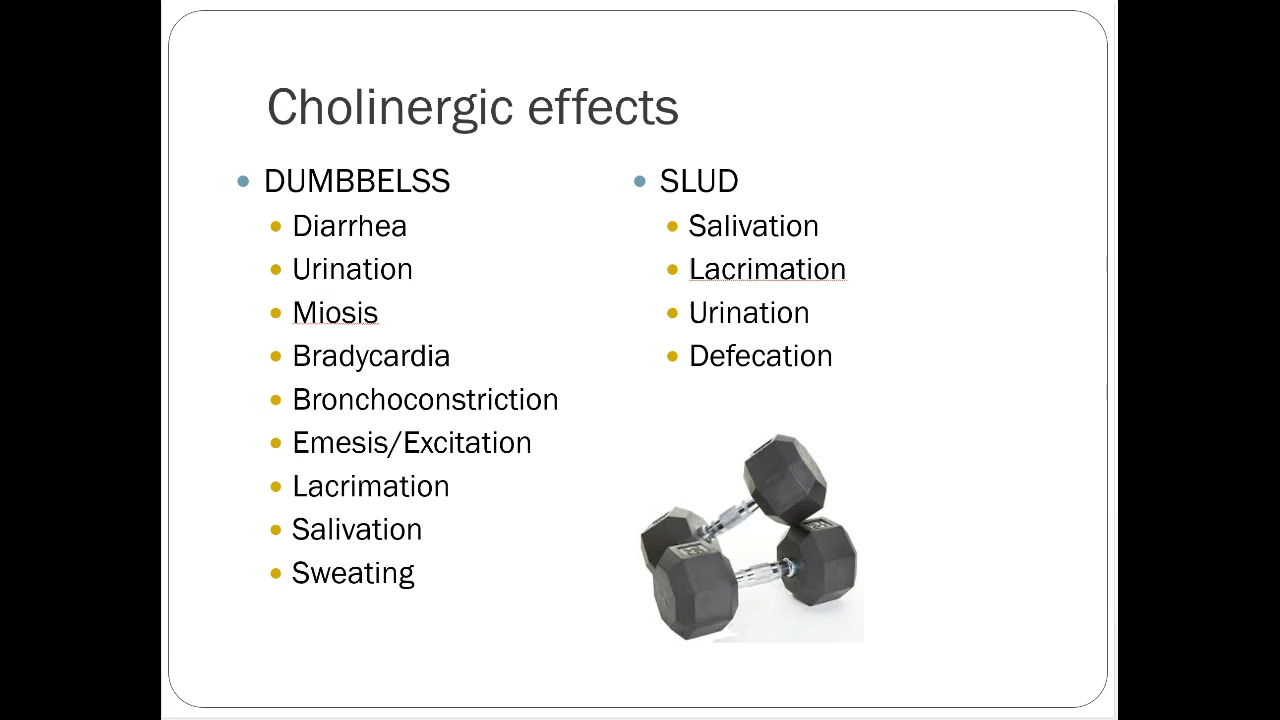 Cholinergic effects
DUMBBELSS
Diarrhea
Urination
Miosis
Bradycardia
Bronchoconstriction
Emesis/Excitation
Lacrimation
Salivation
Sweating
SLUD
Salivation
Lacrimation
Urination
Defecation